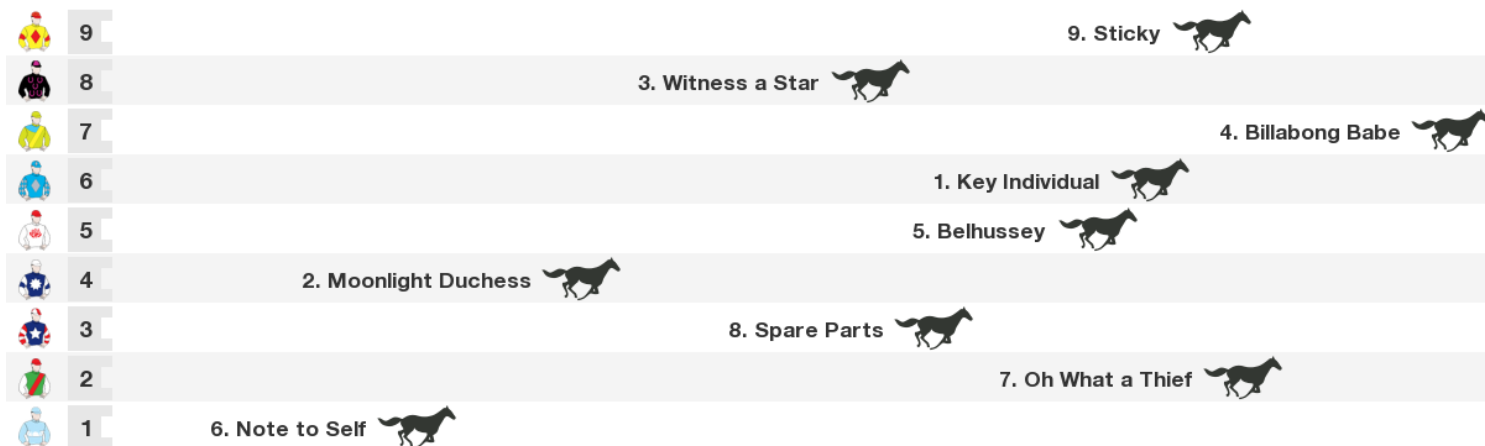 9 9. Sticky
8 3. Witness a Star
7 4. Billabong Babe
6 1. Key Individual
5 5. Belhussey
4 2. Moonlight Duchess
3 8. Spare Parts
2 7. Oh What a Thief
1 6. Note to Self